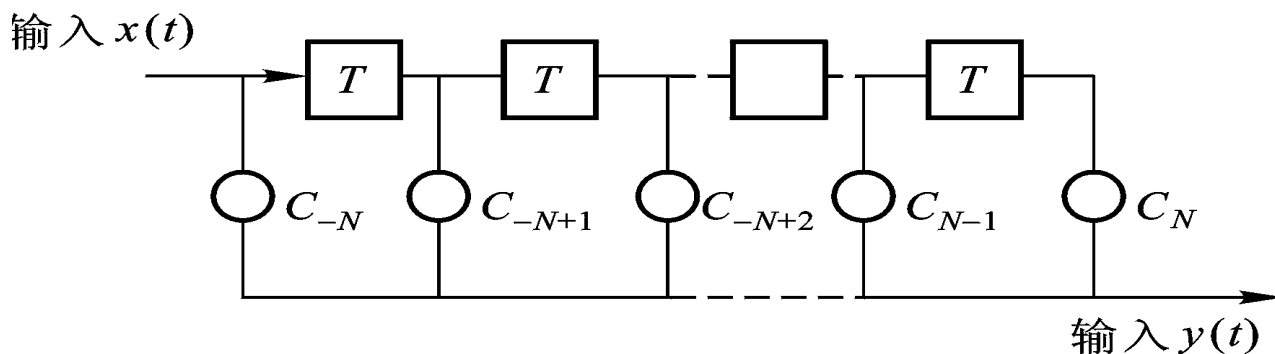 输入 x(t)
T T T
C_{-N} C_{-N+1} C_{-N+2} C_{N-1} C_N
输入 y(t)